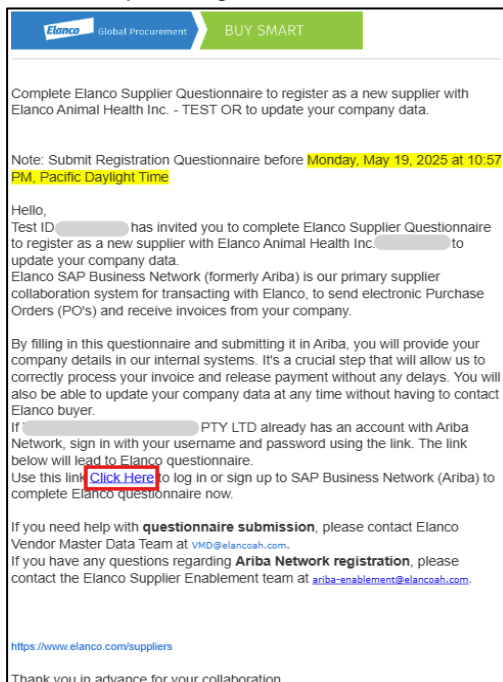 Elanco Global Procurement BUY SMART
Complete Elanco Supplier Questionnaire to register as a new supplier with
Elanco Animal Health Inc. - TEST OR to update your company data.
Note: Submit Registration Questionnaire before Monday, May 19, 2025 at 10:57
PM, Pacific Daylight Time
Hello,
Test ID has invited you to complete Elanco Supplier Questionnaire
to register as a new supplier with Elanco Animal Health Inc. to
update your company data.
Elanco SAP Business Network (formerly Ariba) is our primary supplier
collaboration system for transacting with Elanco, to send electronic Purchase
Orders (PO's) and receive invoices from your company.
By filling in this questionnaire and submitting it in Ariba, you will provide your
company details in our internal systems. It's a crucial step that will allow us to
correctly process your invoice and release payment without any delays. You will
also be able to update your company data at any time without having to contact
Elanco buyer.
If PTY LTD already has an account with Ariba
Network, sign in with your username and password using the link. The link
below will lead to Elanco questionnaire.
Use this link Click Here to log in or sign up to SAP Business Network (Ariba) to
complete Elanco questionnaire now.
If you need help with questionnaire submission, please contact Elanco
Vendor Master Data Team at VMD@elancoah.com.
If you have any questions regarding Ariba Network registration, please
contact the Elanco Supplier Enablement team at ariba-enablement@elancoah.com.
https://www.elanco.com/suppliers
Thank you in advance for your collaboration